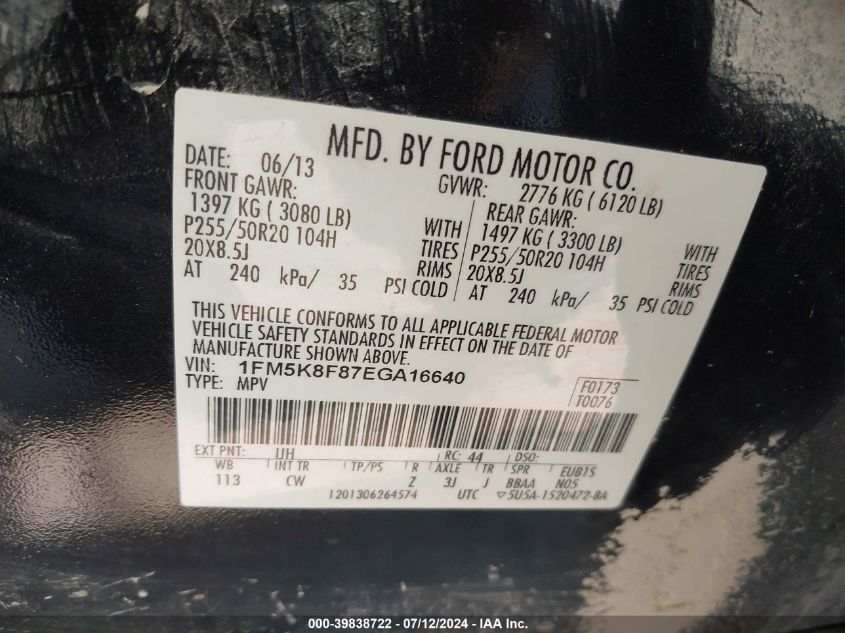 MFD. BY FORD MOTOR CO.
DATE: 06/13
GVWR: 2776 KG ( 6120 LB)
FRONT GAWR:
1397 KG ( 3080 LB) WITH
P255/50R20 104H TIRES
20X8.5J RIMS
AT 240 kPa/ 35 PSI COLD
REAR GAWR:
1497 KG ( 3300 LB) WITH
P255/50R20 104H TIRES
20X8.5J RIMS
AT 240 kPa/ 35 PSI COLD
THIS VEHICLE CONFORMS TO ALL APPLICABLE FEDERAL MOTOR
VEHICLE SAFETY STANDARDS IN EFFECT ON THE DATE OF
MANUFACTURE SHOWN ABOVE.
VIN: 1FM5K8F87EGA16640
TYPE: MPV
F0173
T0076
EXT PNT: UH RC: 44 DSO:
WB INT TR TP/PS R AXLE TR SPR EUB1S
113 CW Z 3J J BBAA N05
1201306264574 UTC ▽5U5A-1520472-BA
000-39838722 - 07/12/2024 - IAA Inc.